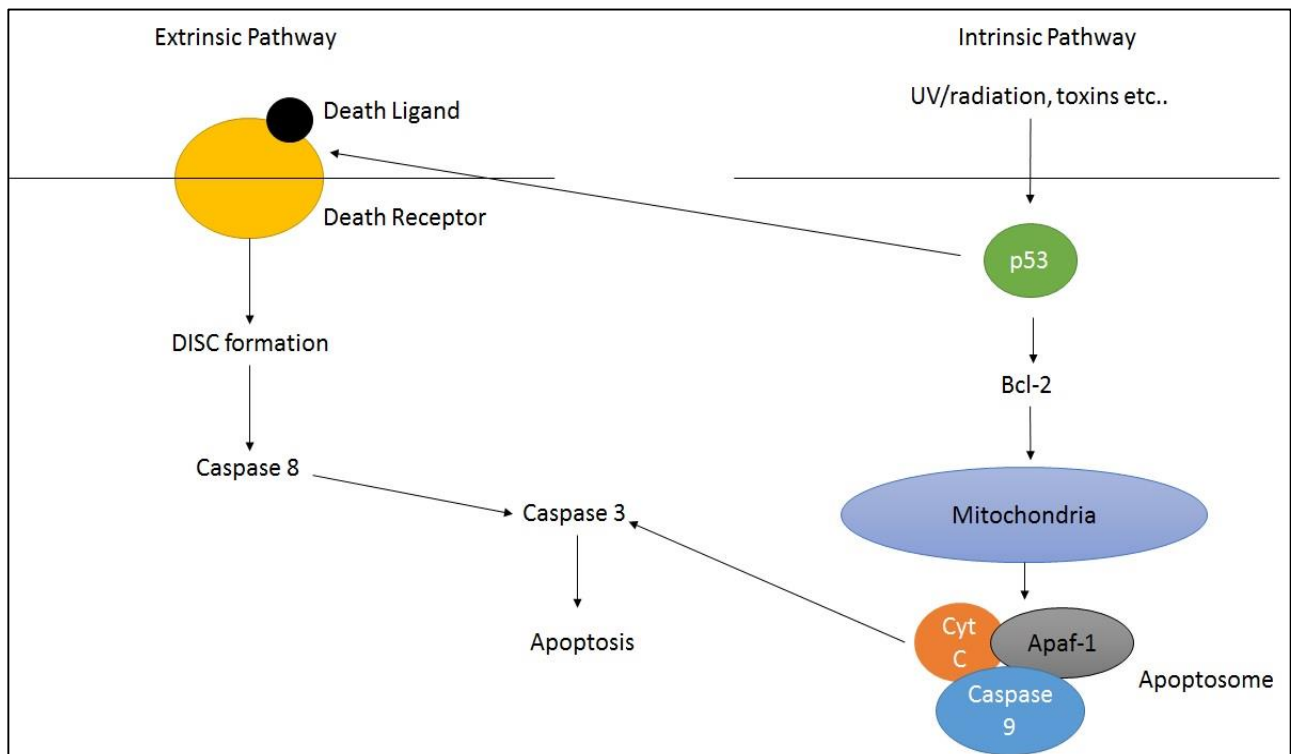 Extrinsic Pathway
Intrinsic Pathway
UV/radiation, toxins etc..
Death Ligand
Death Receptor
p53
DISC formation
Bcl-2
Caspase 8
Caspase 3
Mitochondria
Apoptosis
Cyt
C
Apaf-1
Apoptosome
Caspase
9